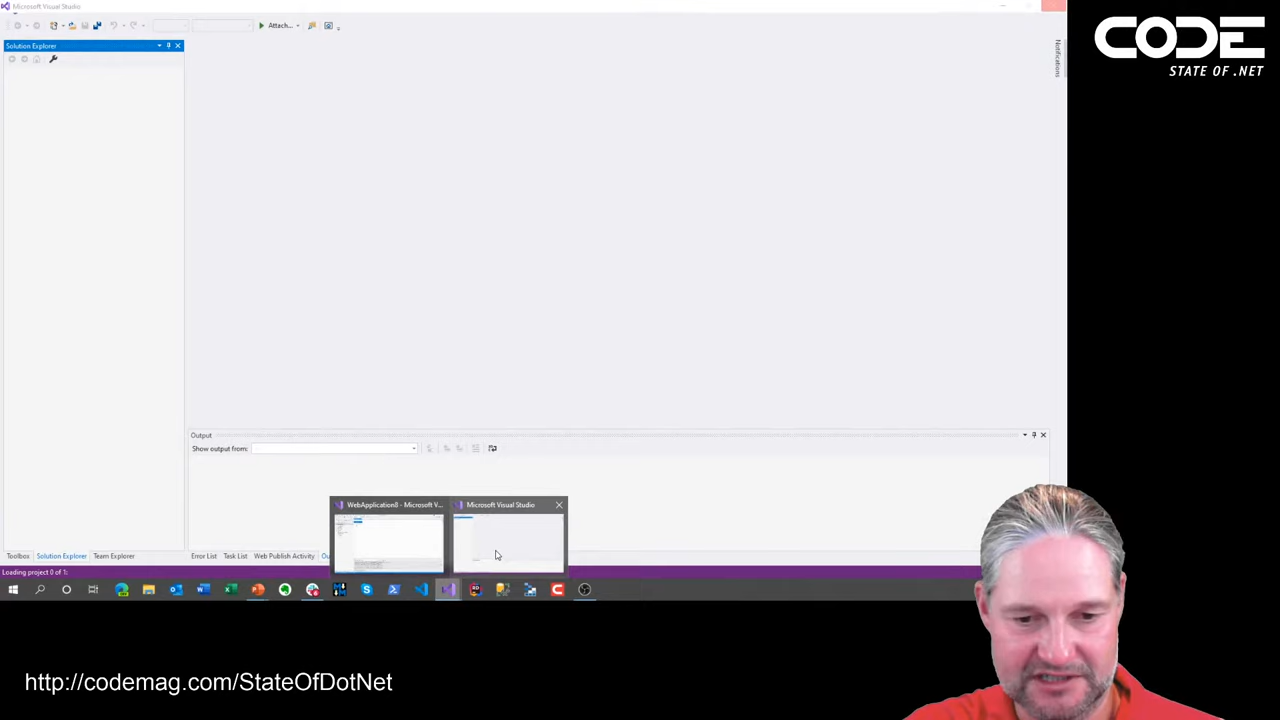 Microsoft Visual Studio
CODE
STATE OF .NET
Attach...
Solution Explorer
Notifications
Output
Show output from:
WebApplication8 - Microsoft V...
Microsoft Visual Studio
Toolbox
Solution Explorer
Team Explorer
Error List
Task List
Web Publish Activity
Ou
Loading project 0 of 1:
http://codemag.com/StateOfDotNet